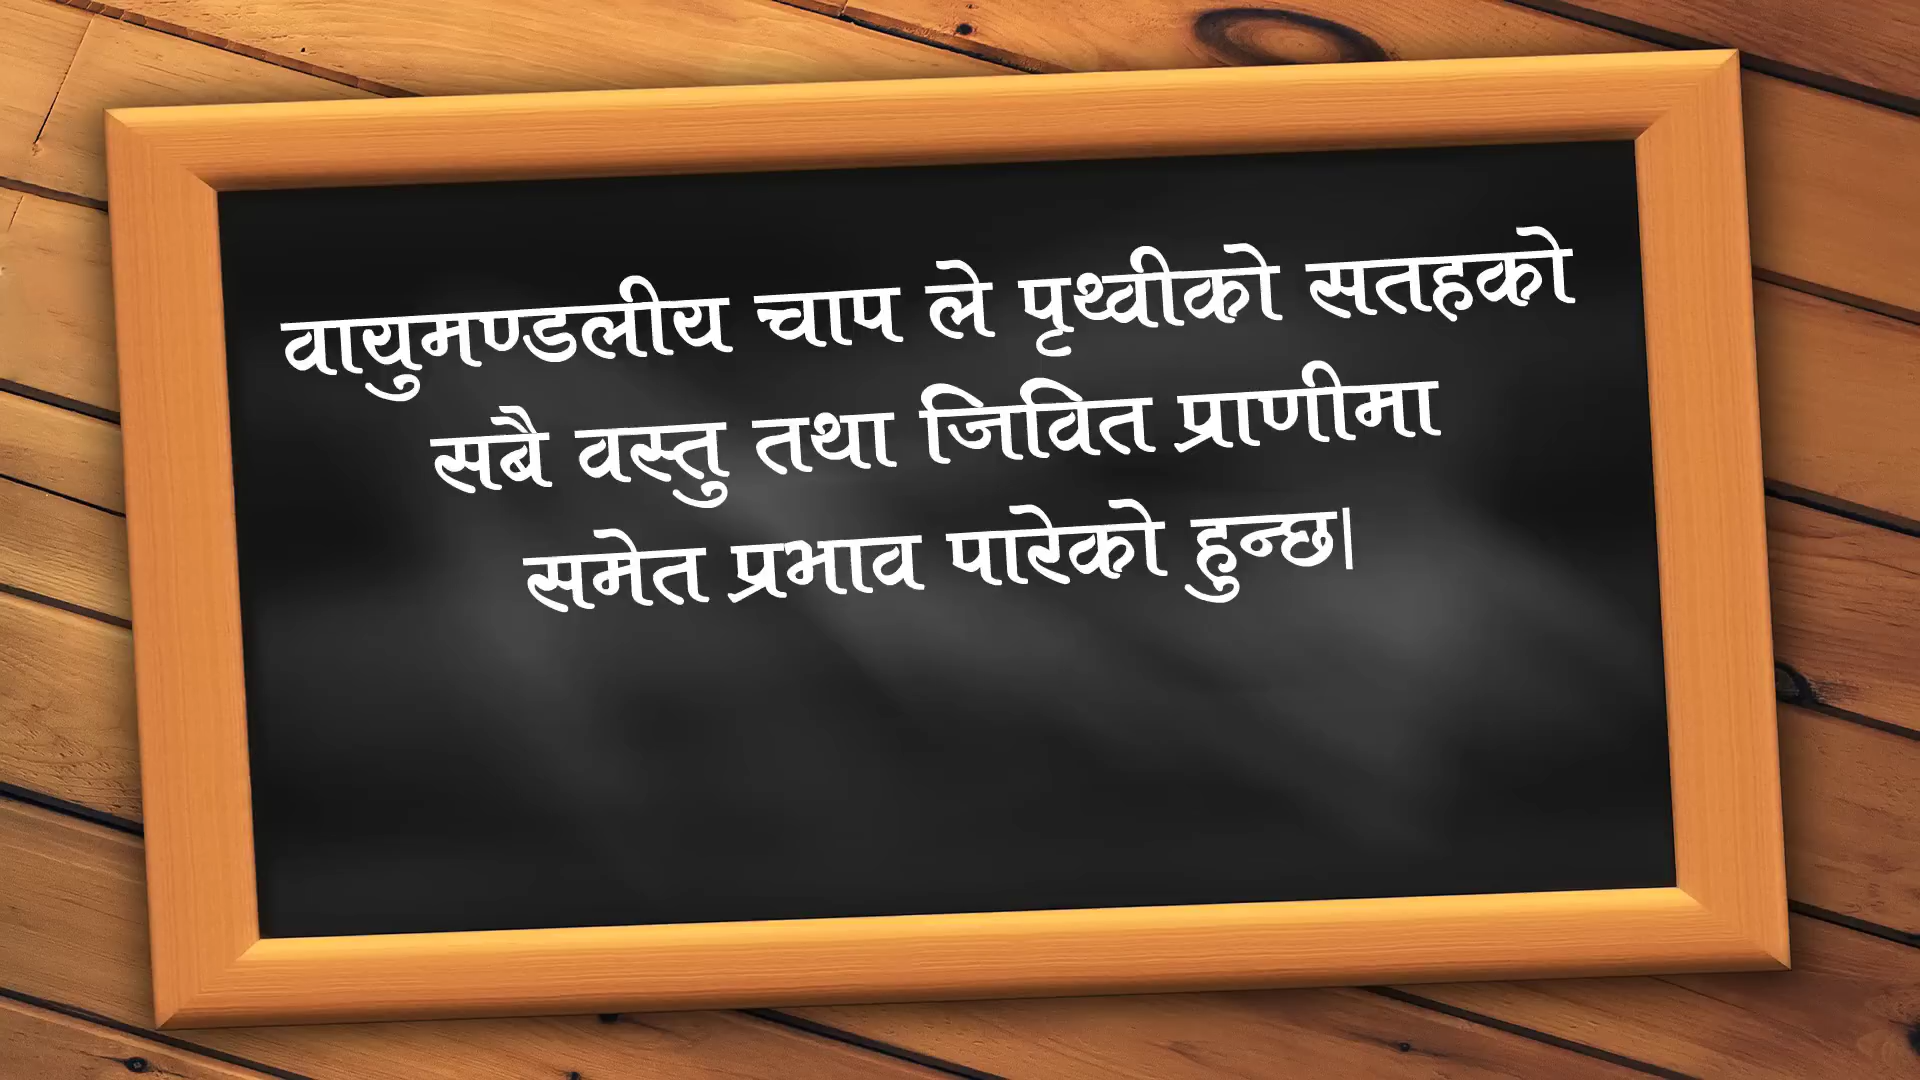 वायुमण्डलीय चाप ले पृथ्वीको सतहको
सबै वस्तु तथा जिवित प्राणीमा
समेत प्रभाव पारेको हुन्छ।